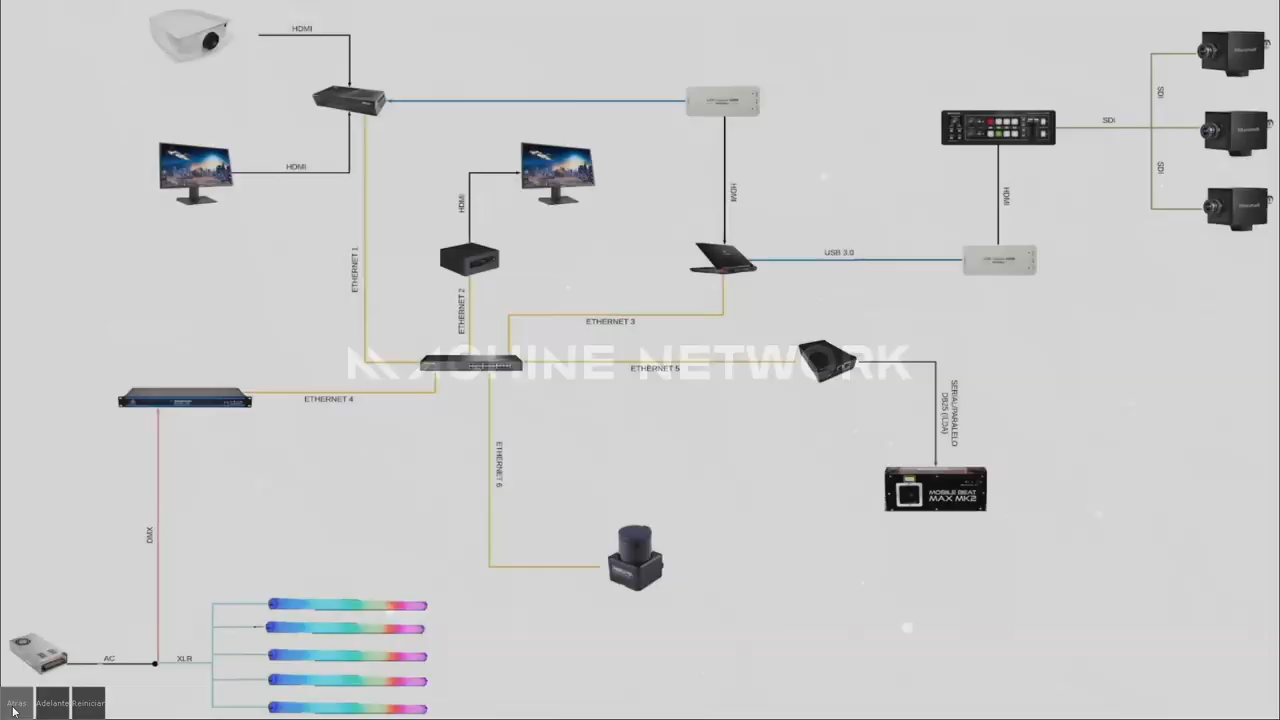 HDMI
HDMI
HDMI
HDMI
HDMI
SDI
SDI
SDI
USB 3.0
ETHERNET 1
ETHERNET 2
ETHERNET 3
MACHINE NETWORK
ETHERNET 5
ETHERNET 4
SERIAL/PARALELO
DB25 (ILDA)
ETHERNET 6
MOBILE BEAT
MAX MK2
DMX
AC
XLR
Atras
Adelante
Reiniciar